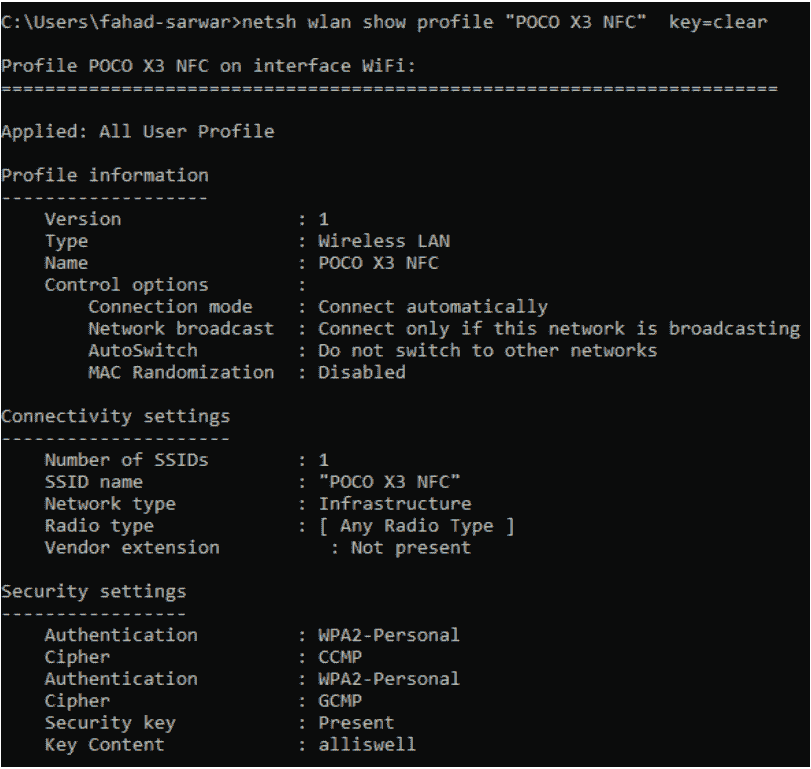 C:\Users\fahad-sarwar>netsh wlan show profile "POCO X3 NFC"  key=clear
Profile POCO X3 NFC on interface WiFi:
=======================================================================
Applied: All User Profile
Profile information
-------------------
    Version                : 1
    Type                   : Wireless LAN
    Name                   : POCO X3 NFC
    Control options        :
        Connection mode    : Connect automatically
        Network broadcast  : Connect only if this network is broadcasting
        AutoSwitch         : Do not switch to other networks
        MAC Randomization  : Disabled
Connectivity settings
---------------------
    Number of SSIDs        : 1
    SSID name              : "POCO X3 NFC"
    Network type           : Infrastructure
    Radio type             : [ Any Radio Type ]
    Vendor extension          : Not present
Security settings
-----------------
    Authentication         : WPA2-Personal
    Cipher                 : CCMP
    Authentication         : WPA2-Personal
    Cipher                 : GCMP
    Security key           : Present
    Key Content            : alliswell